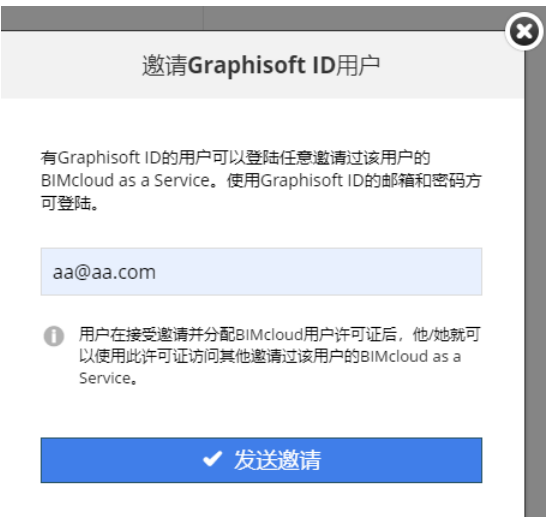 邀请Graphisoft ID用户
有Graphisoft ID的用户可以登陆任意邀请过该用户的
BIMcloud as a Service。使用Graphisoft ID的邮箱和密码方
可登陆。
aa@aa.com
用户在接受邀请并分配BIMcloud用户许可证后，他/她就可
以使用此许可证访问其他邀请过该用户的BIMcloud as a
Service。
发送邀请